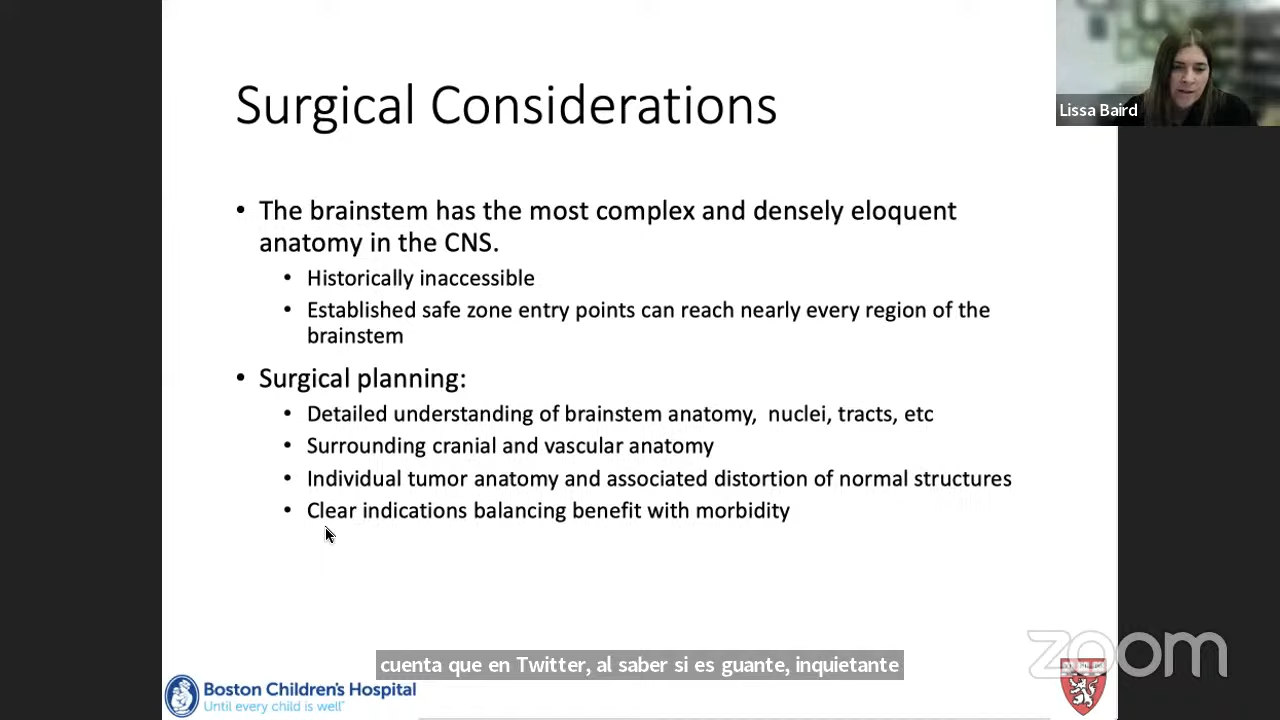 Surgical Considerations
Lissa Baird
• The brainstem has the most complex and densely eloquent
anatomy in the CNS.
• Historically inaccessible
• Established safe zone entry points can reach nearly every region of the
brainstem
• Surgical planning:
• Detailed understanding of brainstem anatomy, nuclei, tracts, etc
• Surrounding cranial and vascular anatomy
• Individual tumor anatomy and associated distortion of normal structures
• Clear indications balancing benefit with morbidity
cuenta que en Twitter, al saber si es guante, inquietante
zoom
Boston Children's Hospital
Until every child is well™